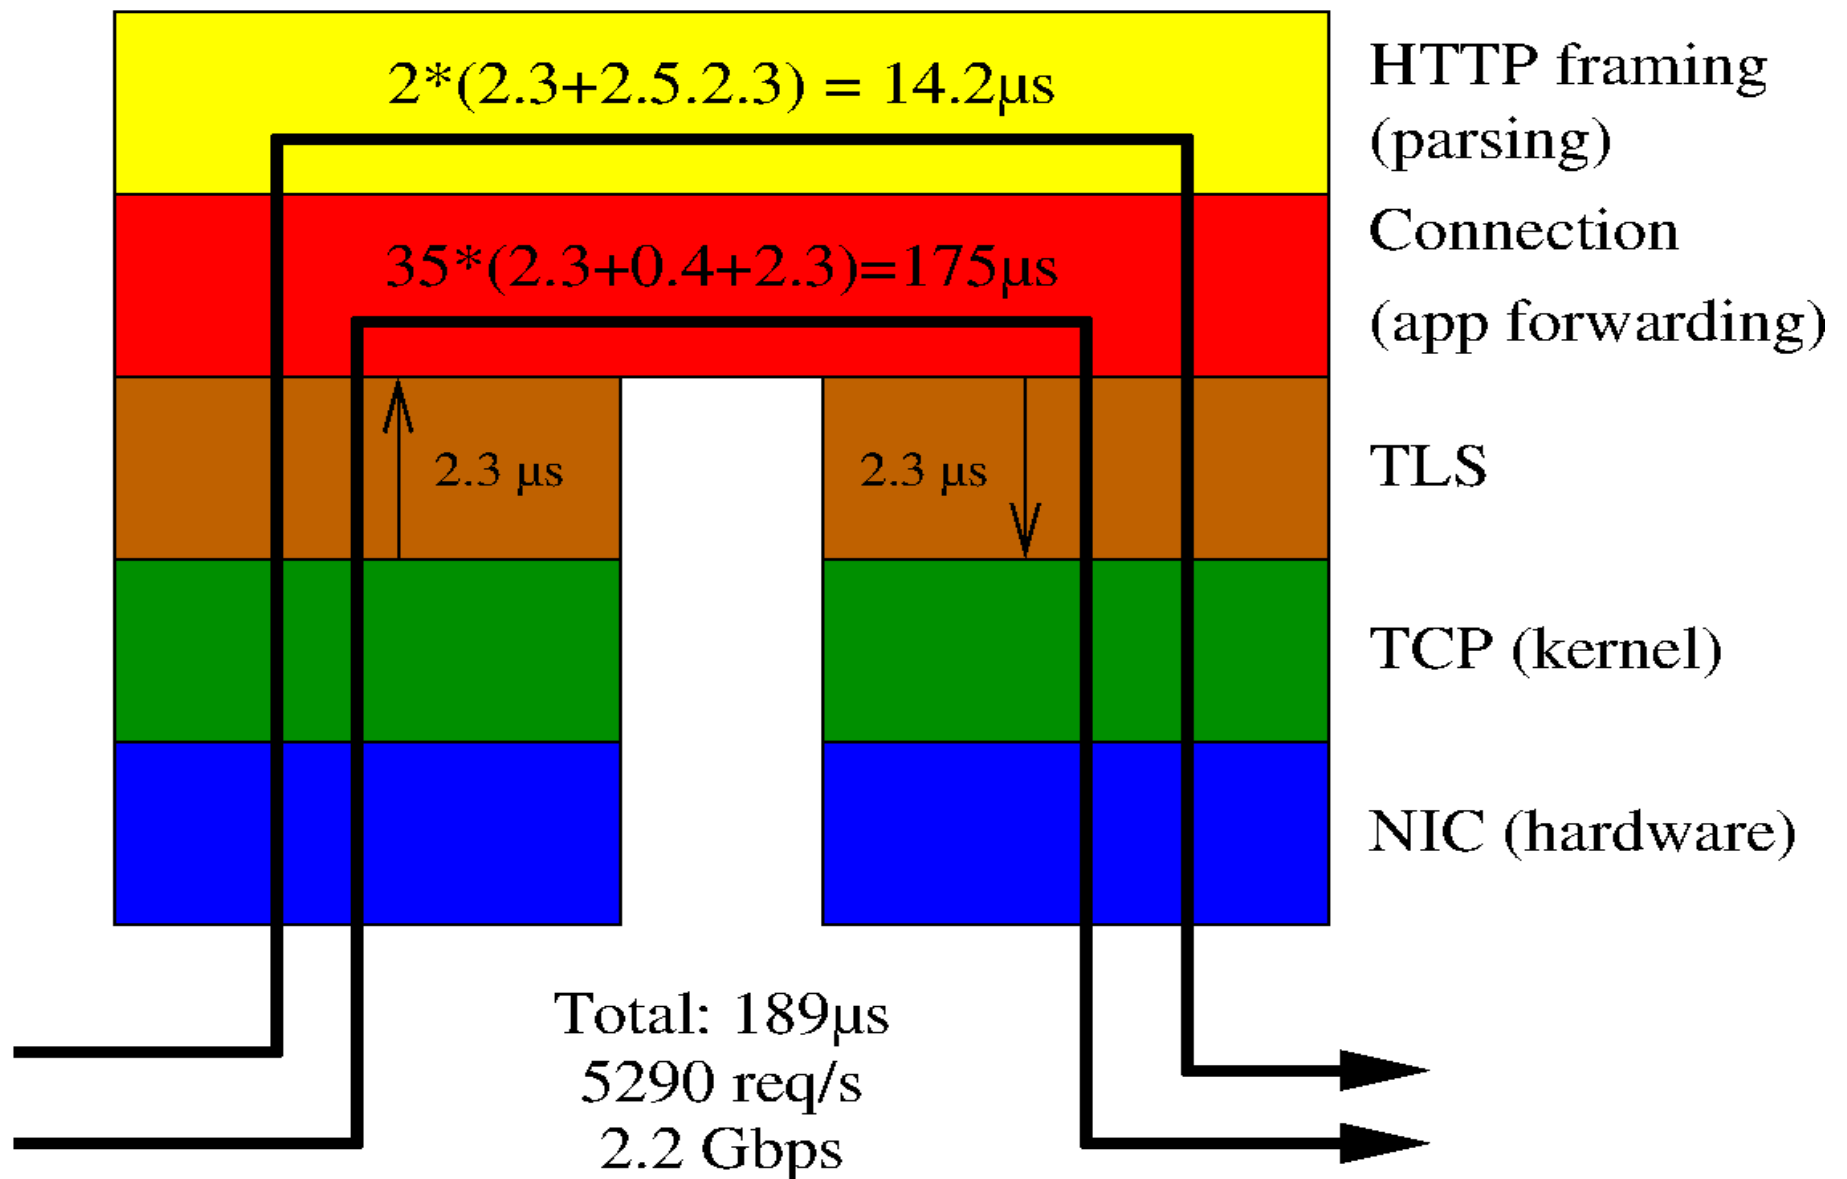 2*(2.3+2.5.2.3) = 14.2μs
HTTP framing
(parsing)
35*(2.3+0.4+2.3)=175μs
Connection
(app forwarding)
2.3 μs
2.3 μs
TLS
TCP (kernel)
NIC (hardware)
Total: 189μs
5290 req/s
2.2 Gbps